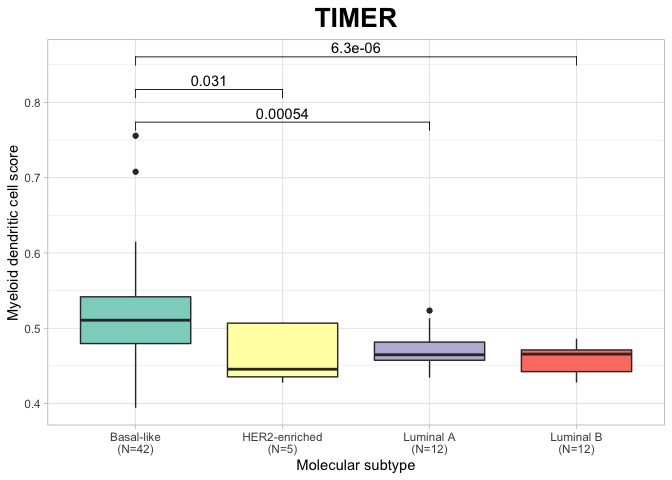 TIMER
6.3e-06
0.031
0.00054
Myeloid dendritic cell score
0.8
0.7
0.6
0.5
0.4
Basal-like
(N=42)
HER2-enriched
(N=5)
Luminal A
(N=12)
Luminal B
(N=12)
Molecular subtype